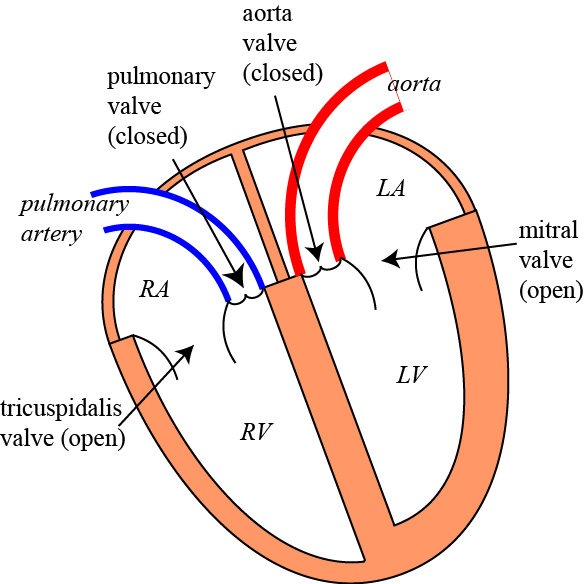 aorta
valve
(closed)
pulmonary
valve
(closed)
aorta
pulmonary
artery
LA
mitral
valve
(open)
RA
LV
tricuspidalis
valve (open)
RV